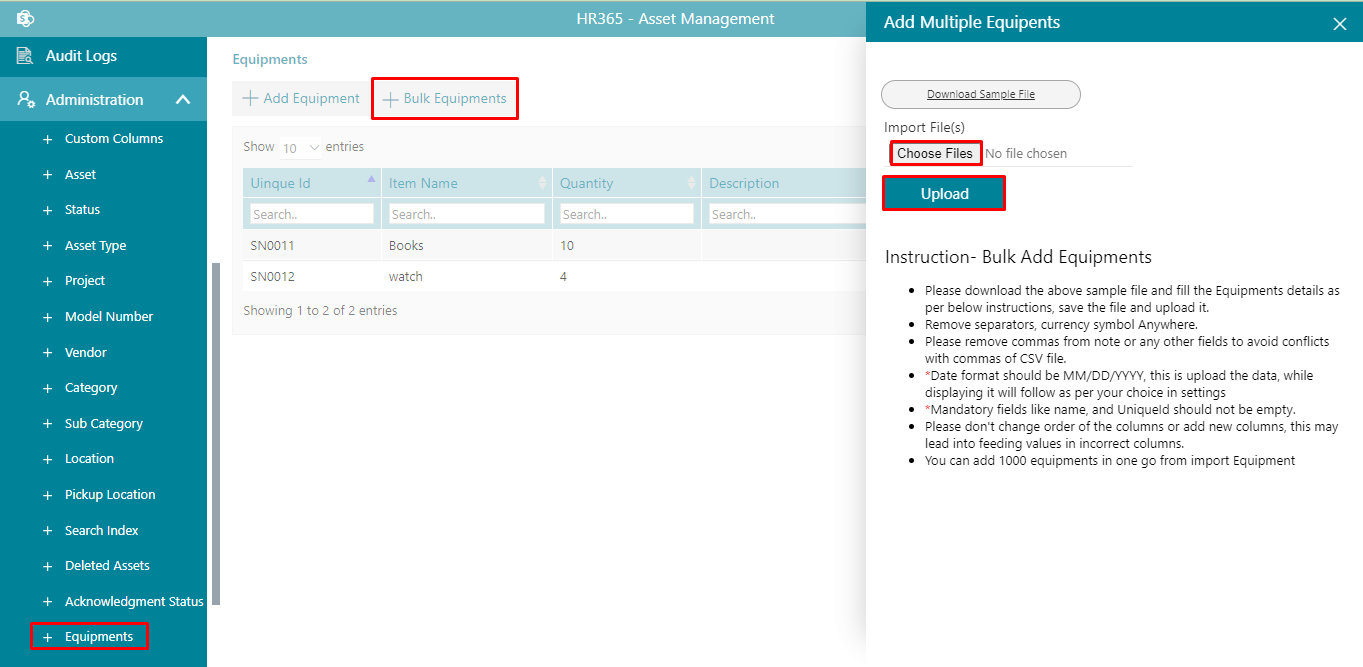 S
HR365 - Asset Management
Audit Logs
Administration
Custom Columns
Asset
Status
Asset Type
Project
Model Number
Vendor
Category
Sub Category
Location
Pickup Location
Search Index
Deleted Assets
Acknowledgment Status
Equipments
Equipments
Add Equipment
Bulk Equipments
Show 10 entries
Uinque Id Item Name Quantity Description
Search.. Search.. Search.. Search..
SN0011 Books 10
SN0012 watch 4
Showing 1 to 2 of 2 entries
Add Multiple Equipents
Download Sample File
Import File(s)
Choose Files No file chosen
Upload
Instruction- Bulk Add Equipments
• Please download the above sample file and fill the Equipments details as
per below instructions, save the file and upload it.
• Remove separators, currency symbol Anywhere.
• Please remove commas from note or any other fields to avoid conflicts
with commas of CSV file.
• *Date format should be MM/DD/YYYY, this is upload the data, while
displaying it will follow as per your choice in settings
• *Mandatory fields like name, and UniqueId should not be empty.
• Please don't change order of the columns or add new columns, this may
lead into feeding values in incorrect columns.
• You can add 1000 equipments in one go from import Equipment